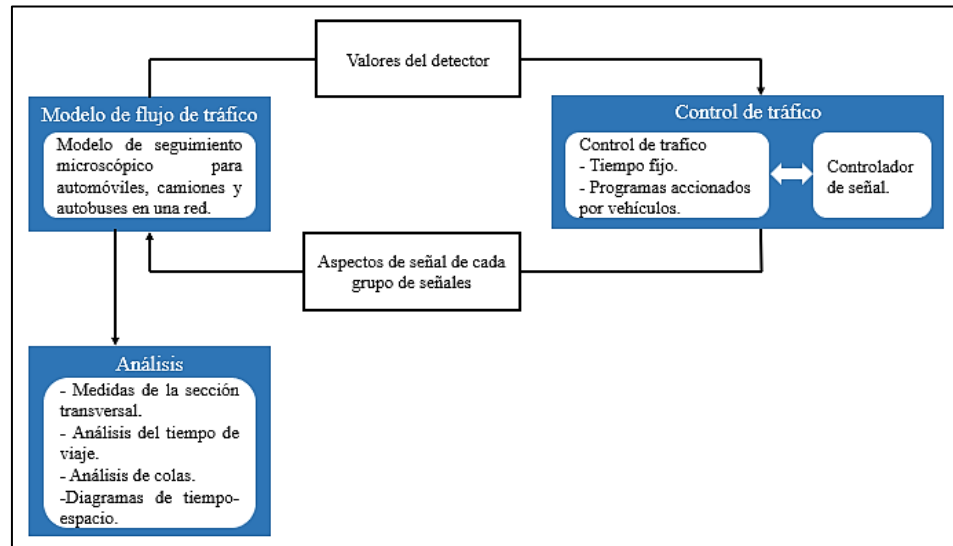 Valores del detector
Modelo de flujo de tráfico
Modelo de seguimiento
microscópico para
automóviles, camiones y
autobuses en una red.
Control de tráfico
Control de trafico
- Tiempo fijo.
- Programas accionados
por vehículos.
Controlador
de señal.
Aspectos de señal de cada
grupo de señales
Análisis
- Medidas de la sección
transversal.
- Análisis del tiempo de
viaje.
- Análisis de colas.
-Diagramas de tiempo-
espacio.